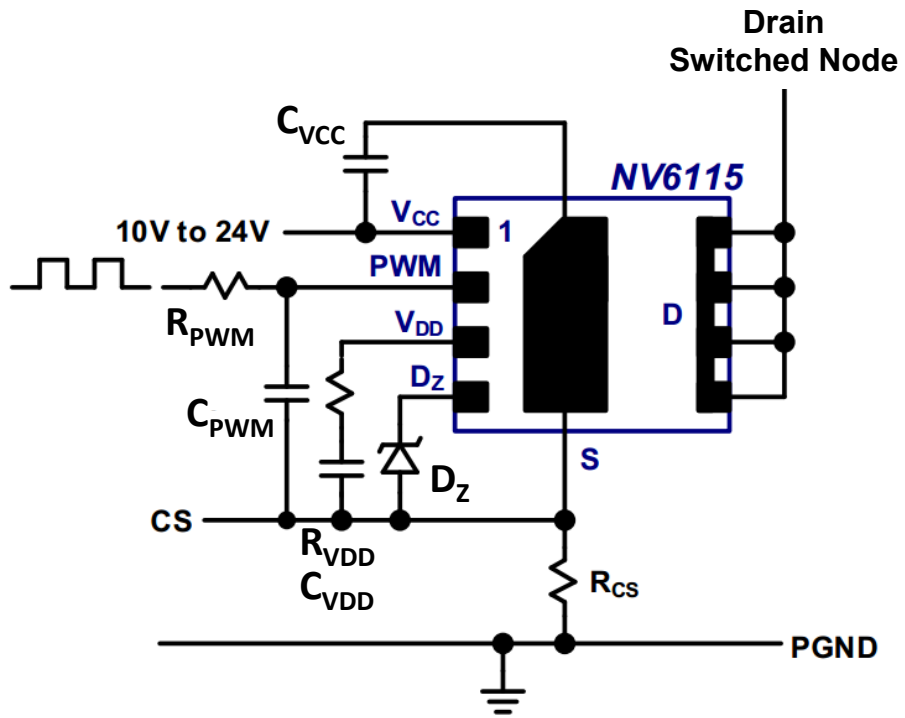 Drain
Switched Node
CVCC
NV6115
VCC
1
10V to 24V
PWM
RPWM
VDD
D
DZ
CPWM
S
DZ
CS
RVDD
CVDD
RCS
PGND